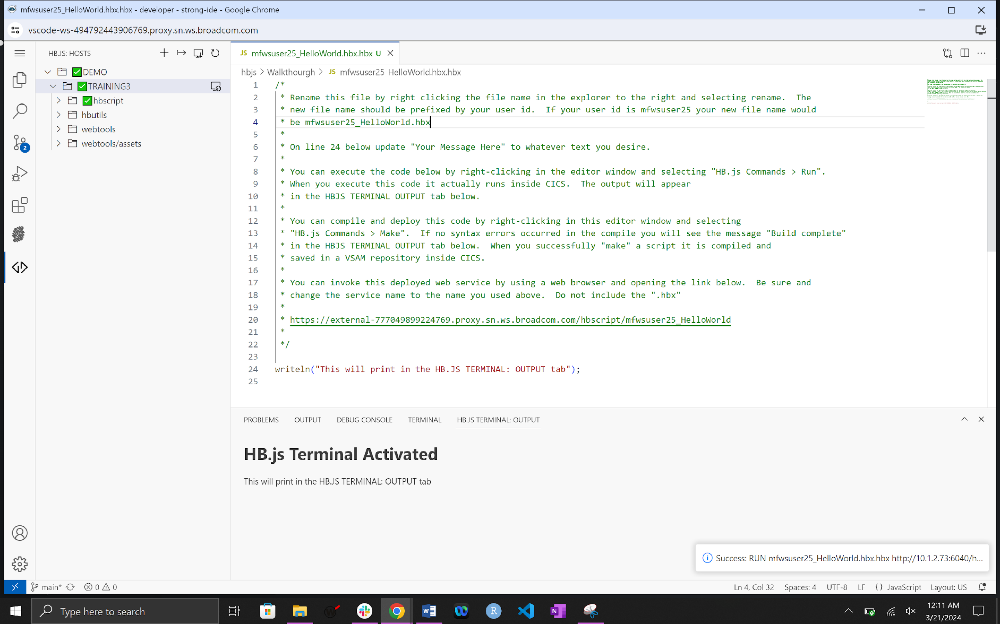 mfwsuser25_HelloWorld.hbx.hbx - developer - strong-ide - Google Chrome
vscode-ws-494792443906769.proxy.sn.ws.broadcom.com
HB.JS: HOSTS
DEMO
TRAINING3
hbscript
hbutils
webtools
webtools/assets
2
JS mfwsuser25_HelloWorld.hbx.hbx U
hbjs > Walkthourgh > JS mfwsuser25_HelloWorld.hbx.hbx
1 /*
2 * Rename this file by right clicking the file name in the explorer to the right and selecting rename. The
3 * new file name should be prefixed by your user id. If your user id is mfwsuser25 your new file name would
4 * be mfwsuser25_HelloWorld.hbx
5 *
6 * On line 24 below update "Your Message Here" to whatever text you desire.
7 *
8 * You can execute the code below by right-clicking in the editor window and selecting "HB.js Commands > Run".
9 * When you execute this code it actually runs inside CICS. The output will appear
10 * in the HBJS TERMINAL OUTPUT tab below.
11 *
12 * You can compile and deploy this code by right-clicking in this editor window and selecting
13 * "HB.js Commands > Make". If no syntax errors occurred in the compile you will see the message "Build complete"
14 * in the HBJS TERMINAL OUTPUT tab below. When you successfully "make" a script it is compiled and
15 * saved in a VSAM repository inside CICS.
16 *
17 * You can invoke this deployed web service by using a web browser and opening the link below. Be sure and
18 * change the service name to the name you used above. Do not include the ".hbx"
19 *
20 * https://external-777049899224769.proxy.sn.ws.broadcom.com/hbscript/mfwsuser25_HelloWorld
21 *
22 */
23
24 writeln("This will print in the HB.JS TERMINAL: OUTPUT tab");
25
PROBLEMS OUTPUT DEBUG CONSOLE TERMINAL HB.JS TERMINAL: OUTPUT
HB.js Terminal Activated
This will print in the HB.JS TERMINAL: OUTPUT tab
Success: RUN mfwsuser25_HelloWorld.hbx.hbx http://10.1.2.73:6040/h...
main* 0 0 Ln 4, Col 32 Spaces: 4 UTF-8 LF {} JavaScript Layout: US
Type here to search
12:11 AM
3/21/2024